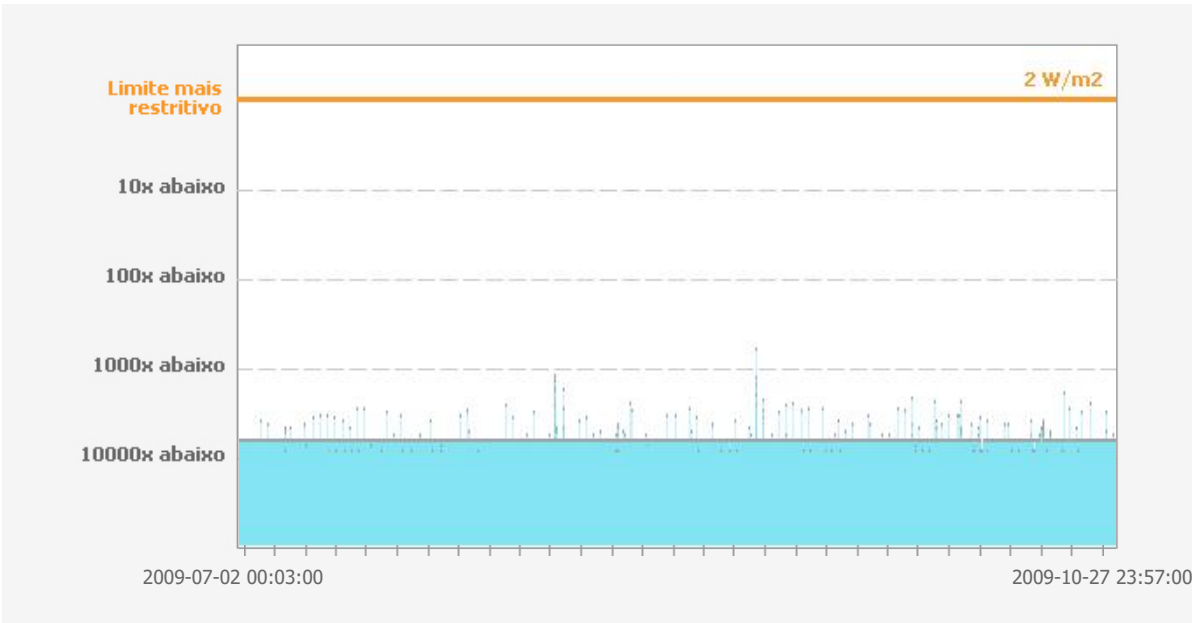 2 W/m2
Limite mais
restritivo
10x abaixo
100x abaixo
1000x abaixo
10000x abaixo
2009-07-02 00:03:00
2009-10-27 23:57:00